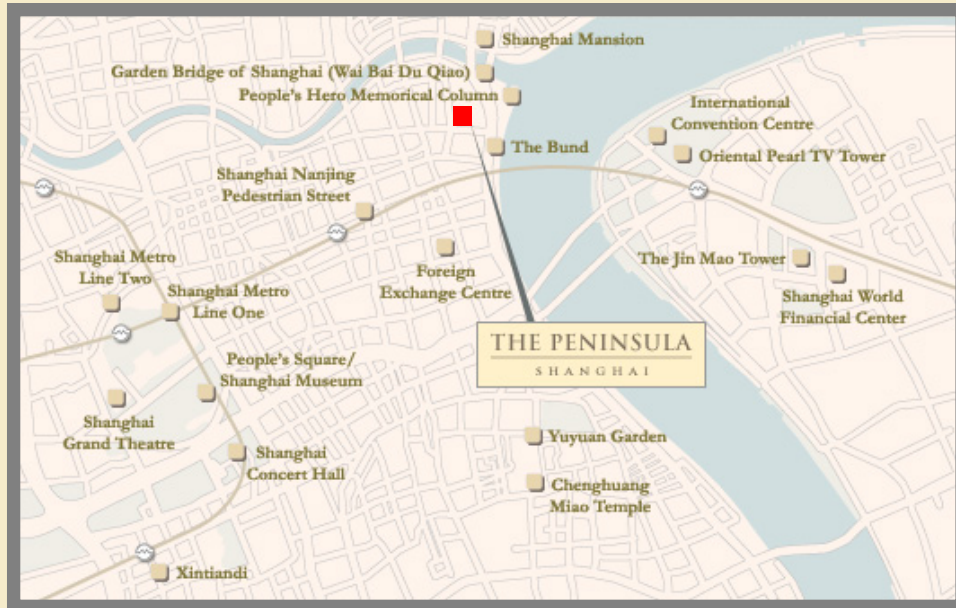 Shanghai Mansion
Garden Bridge of Shanghai (Wai Bai Du Qiao)
People's Hero Memorical Column
International
Convention Centre
The Bund
Oriental Pearl TV Tower
Shanghai Nanjing
Pedestrian Street
Shanghai Metro
Line Two
Foreign
Exchange Centre
The Jin Mao Tower
Shanghai Metro
Line One
Shanghai World
Financial Center
THE PENINSULA
SHANGHAI
People's Square/
Shanghai Museum
Shanghai
Grand Theatre
Yuyuan Garden
Shanghai
Concert Hall
Chenghuang
Miao Temple
Xintiandi